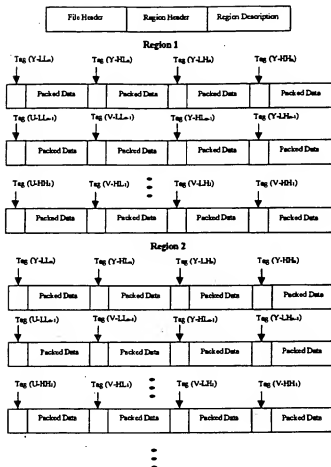 File Header Region Header Region Description
Region 1
Tag (Y-LLn) Tag (Y-HLn) Tag (Y-LHn) Tag (Y-HHn)
Packed Data Packed Data Packed Data Packed Data
Tag (U-LLn-1) Tag (V-LLn-1) Tag (Y-HLn-1) Tag (Y-LHn-1)
Packed Data Packed Data Packed Data Packed Data
Tag (U-HH1) Tag (V-HL1) Tag (V-LH1) Tag (V-HH1)
Packed Data Packed Data Packed Data Packed Data
Region 2
Tag (Y-LLn) Tag (Y-HLn) Tag (Y-LHn) Tag (Y-HHn)
Packed Data Packed Data Packed Data Packed Data
Tag (U-LLn-1) Tag (V-LLn-1) Tag (Y-HLn-1) Tag (Y-LHn-1)
Packed Data Packed Data Packed Data Packed Data
Tag (U-HH1) Tag (V-HL1) Tag (V-LH1) Tag (V-HH1)
Packed Data Packed Data Packed Data Packed Data